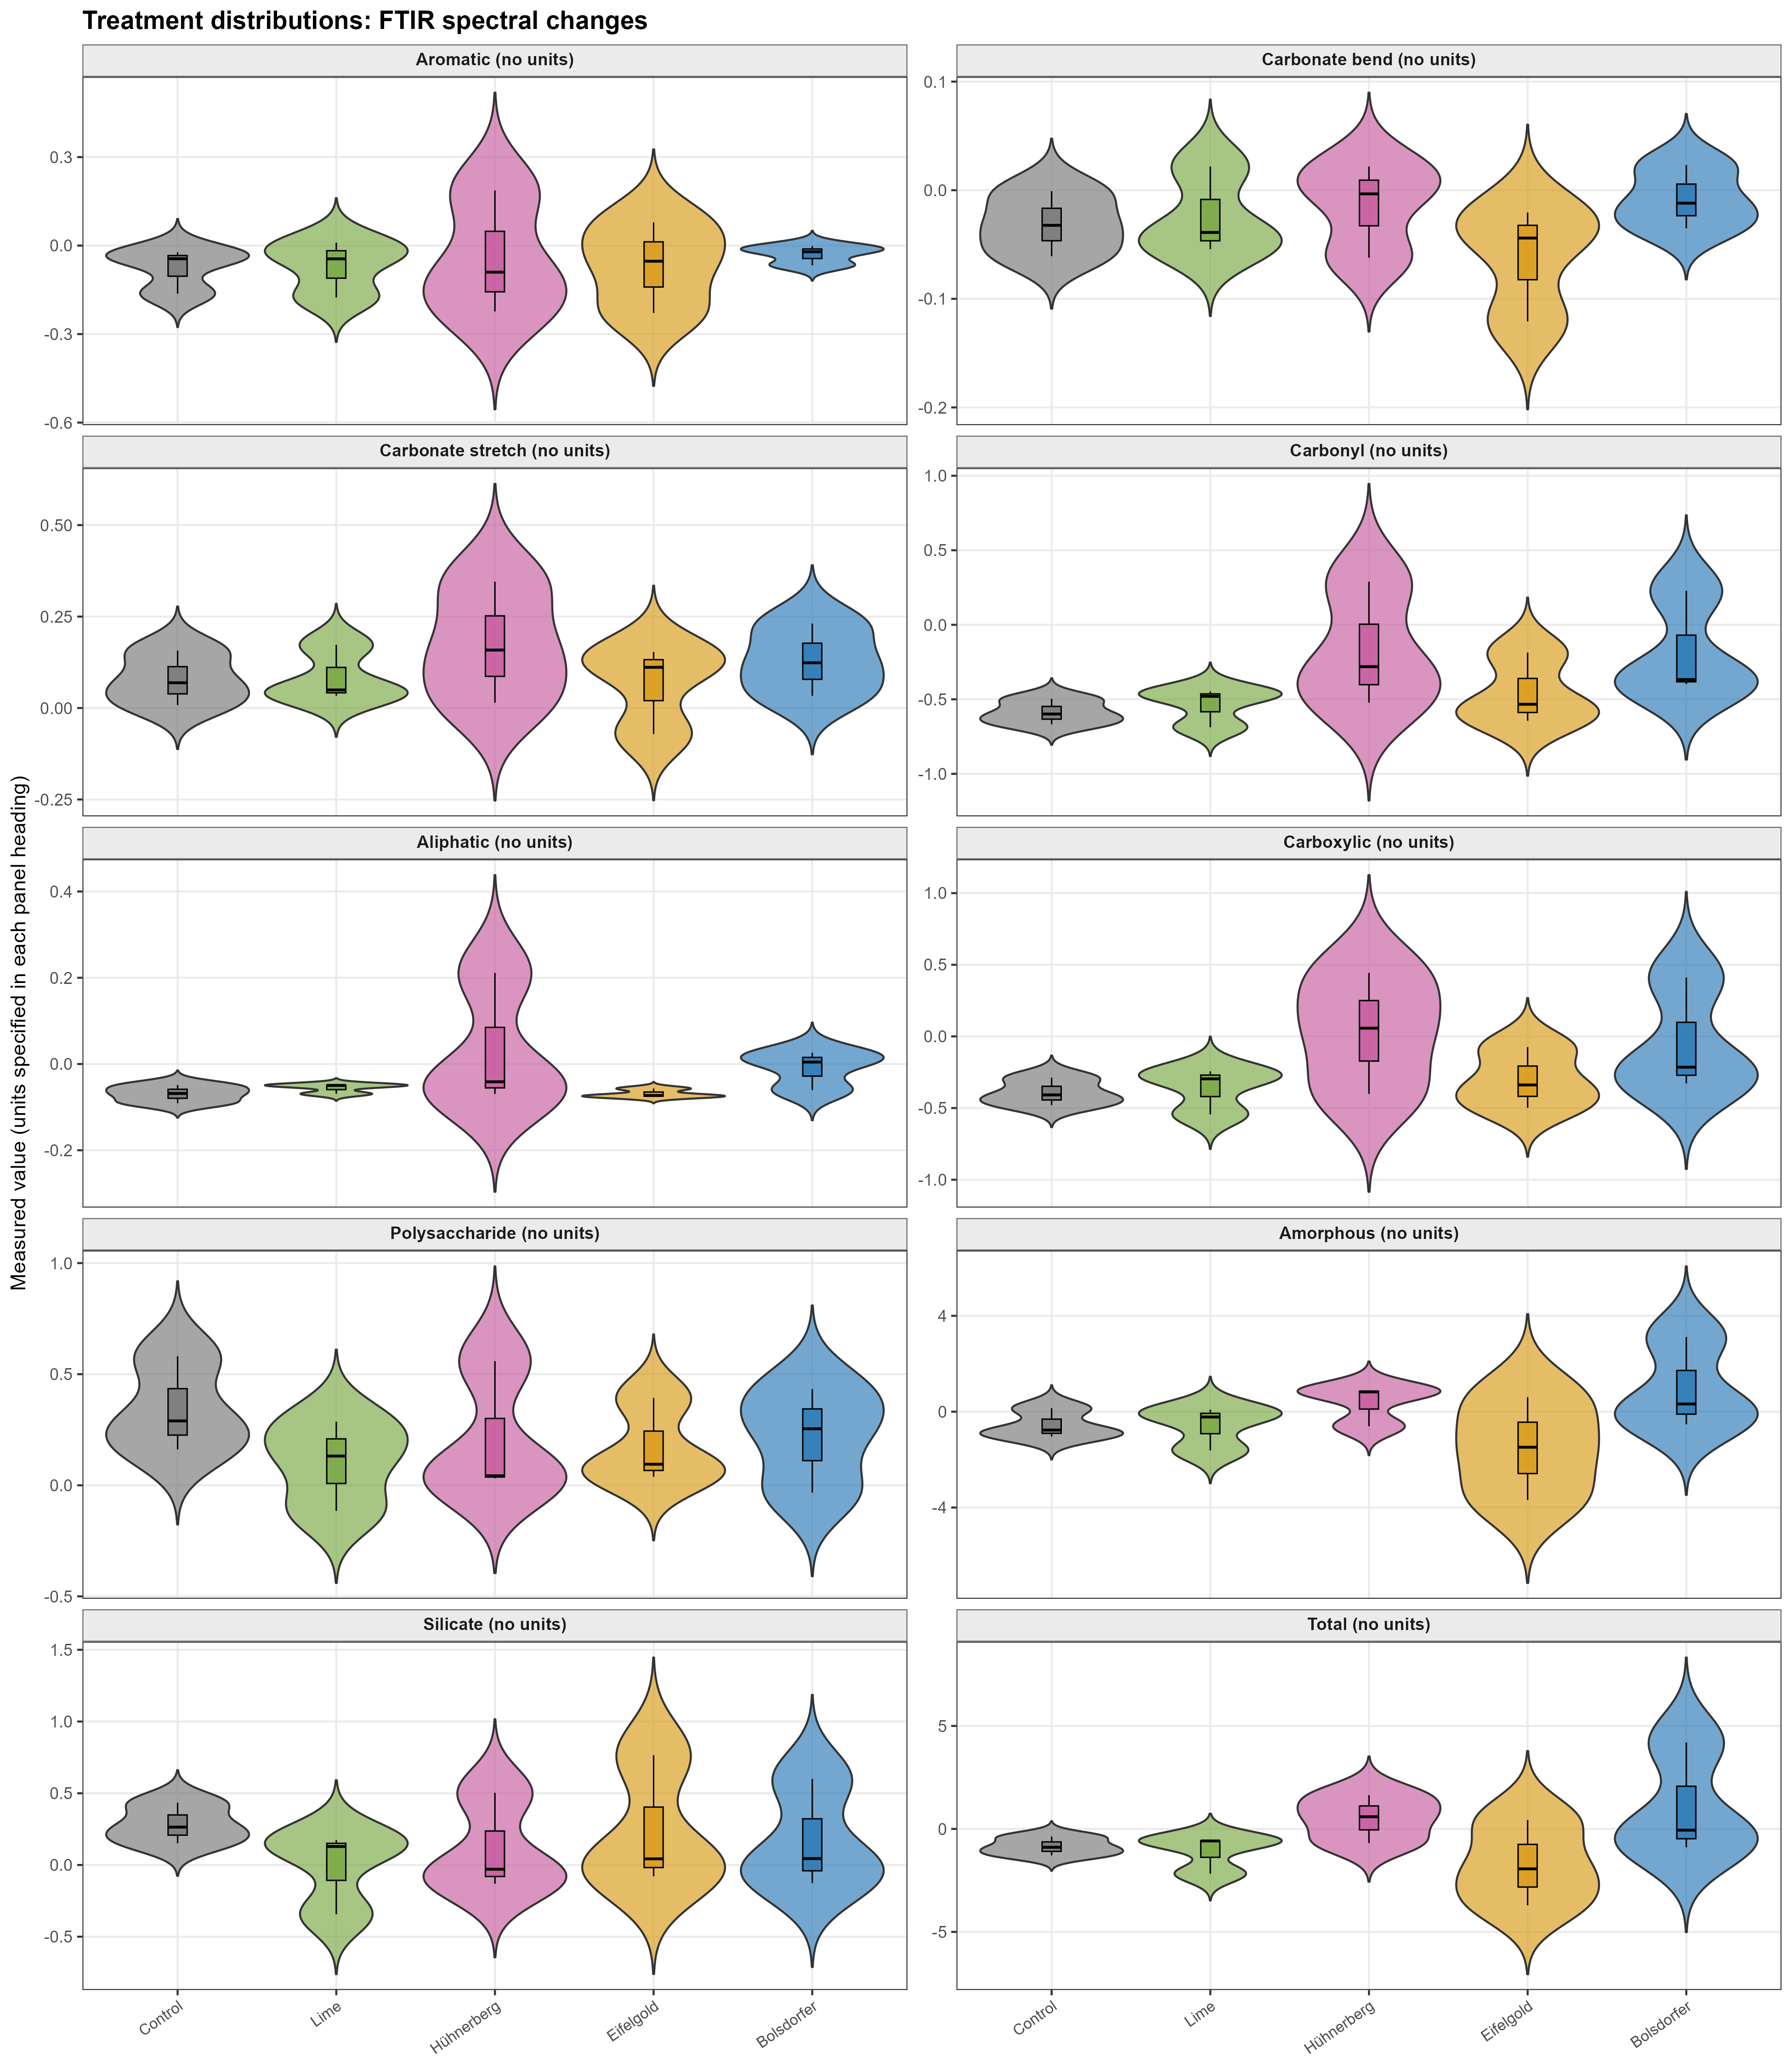 Treatment distributions: FTIR spectral changes
Measured value (units specified in each panel heading)
Aromatic (no units)
0.3
0.0
-0.3
-0.6
Carbonate bend (no units)
0.1
0.0
-0.1
-0.2
Carbonate stretch (no units)
0.50
0.25
0.00
-0.25
Carbonyl (no units)
1.0
0.5
0.0
-0.5
-1.0
Aliphatic (no units)
0.4
0.2
0.0
-0.2
Carboxylic (no units)
1.0
0.5
0.0
-0.5
-1.0
Polysaccharide (no units)
1.0
0.5
0.0
-0.5
Amorphous (no units)
4
0
-4
Silicate (no units)
1.5
1.0
0.5
0.0
-0.5
Total (no units)
5
0
-5
Control
Lime
Hühnerberg
Eifelgold
Bolsdorfer
Control
Lime
Hühnerberg
Eifelgold
Bolsdorfer